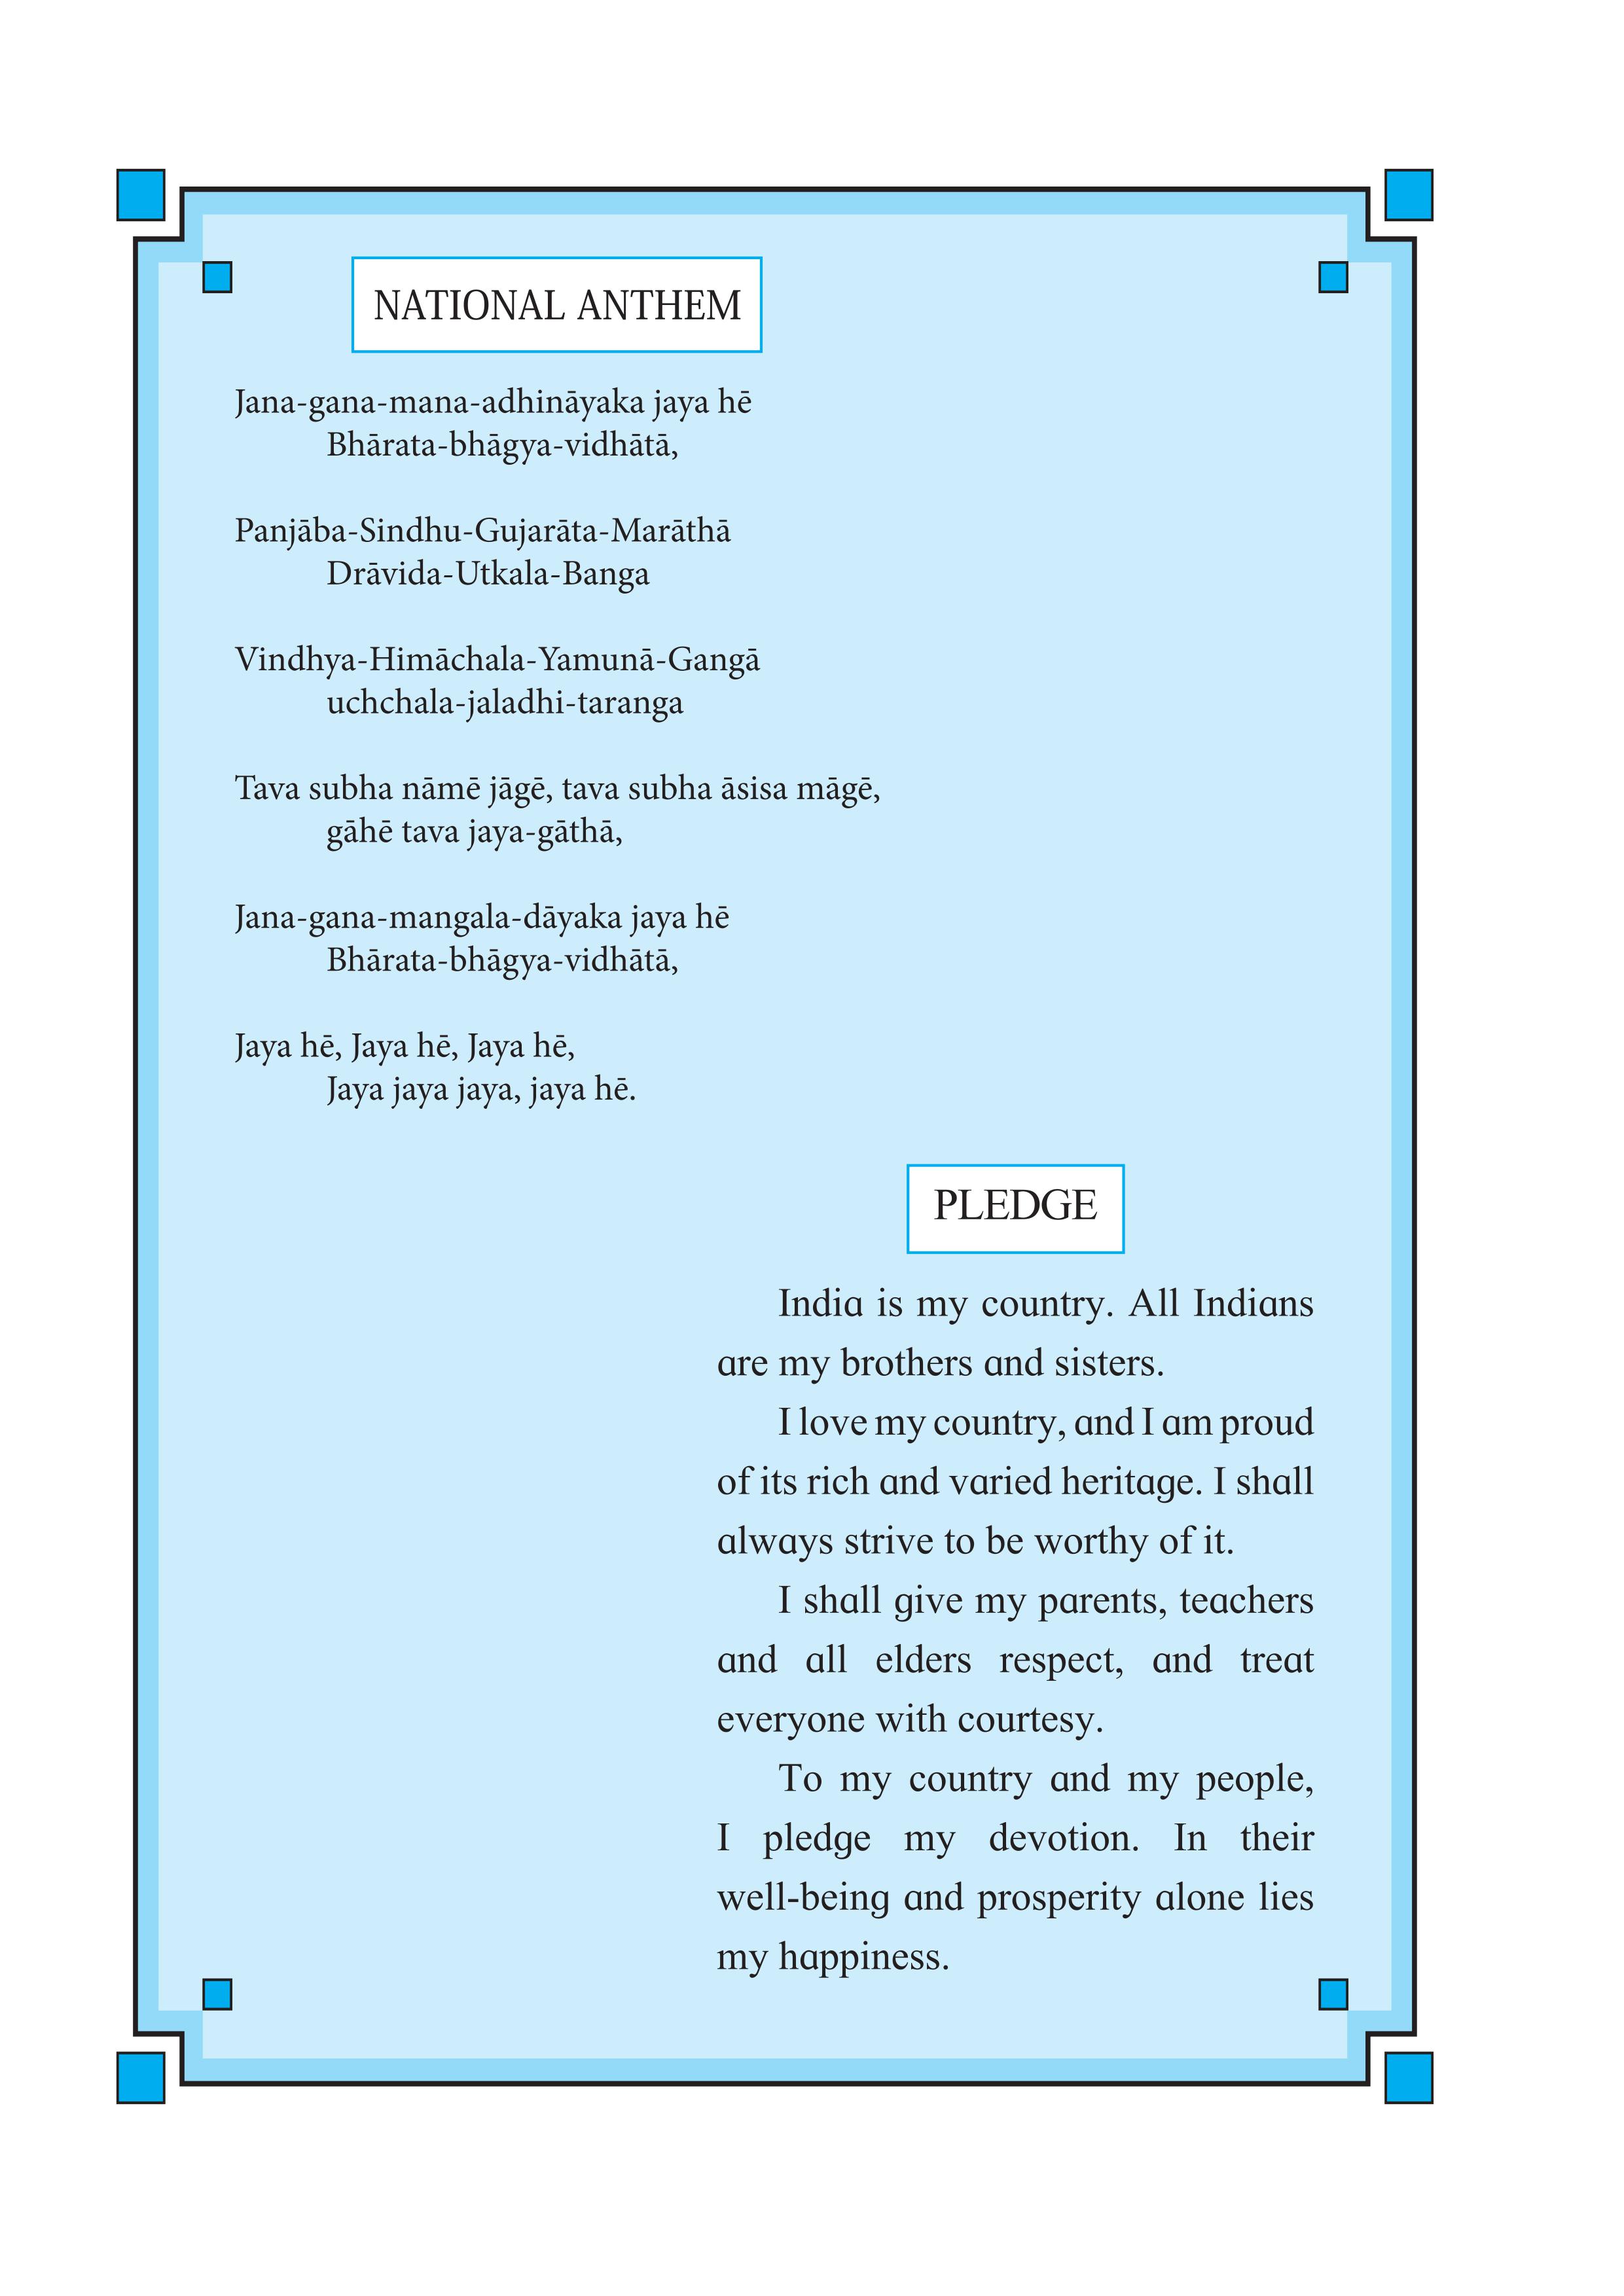 NATIONAL ANTHEM
Jana-gana-mana-adhināyaka jaya hē
Bhārata-bhāgya-vidhātā,
Panjāba-Sindhu-Gujarāta-Marāthā
Drāvida-Utkala-Banga
Vindhya-Himāchala-Yamunā-Gangā
uchchala-jaladhi-taranga
Tava subha nāmē jāgē, tava subha āsisa māgē,
gāhē tava jaya-gāthā,
Jana-gana-mangala-dāyaka jaya hē
Bhārata-bhāgya-vidhātā,
Jaya hē, Jaya hē, Jaya hē,
Jaya jaya jaya, jaya hē.
PLEDGE
India is my country. All Indians
are my brothers and sisters.
I love my country, and I am proud
of its rich and varied heritage. I shall
always strive to be worthy of it.
I shall give my parents, teachers
and all elders respect, and treat
everyone with courtesy.
To my country and my people,
I pledge my devotion. In their
well-being and prosperity alone lies
my happiness.